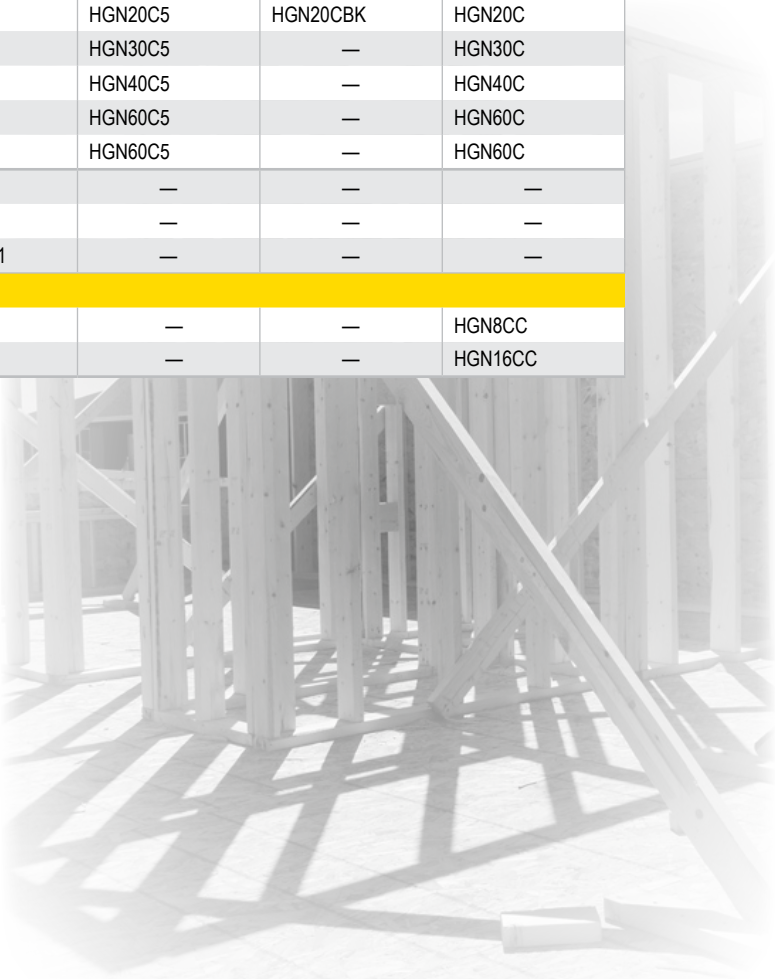 HGN20C5 HGN20CBK HGN20C
HGN30C5 — HGN30C
HGN40C5 — HGN40C
HGN60C5 — HGN60C
HGN60C5 — HGN60C
— — —
— — —
1 — — —
— — HGN8CC
— — HGN16CC